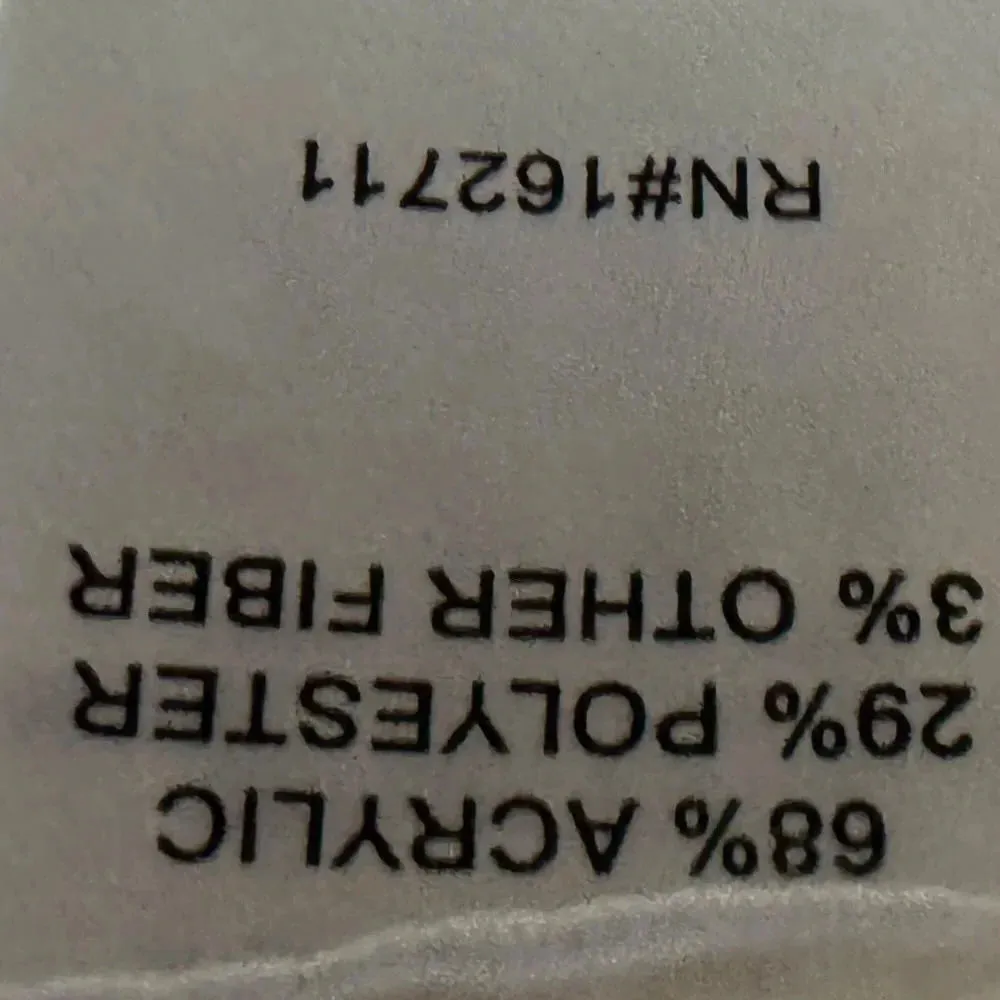 68% ACRYLIC
29% POLYESTER
3% OTHER FIBER
RN#162711